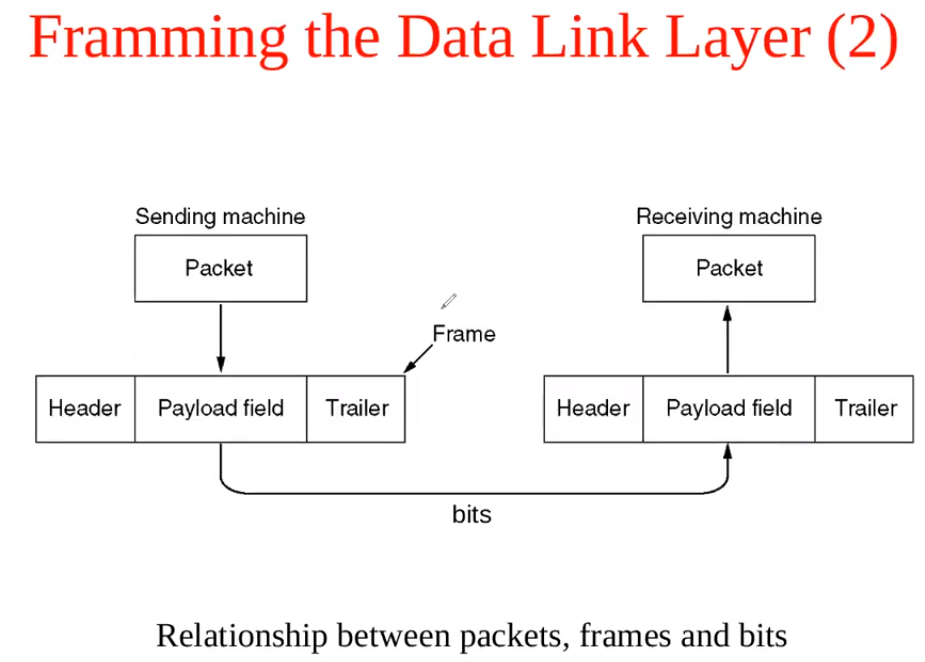 Framming the Data Link Layer (2)
Sending machine
Receiving machine
Packet
Packet
Frame
Header
Payload field
Trailer
Header
Payload field
Trailer
bits
Relationship between packets, frames and bits